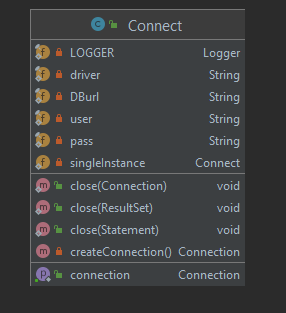 C Connect
f LOGGER Logger
f driver String
f DBurl String
f user String
f pass String
f singleInstance Connect
m close(Connection) void
m close(ResultSet) void
m close(Statement) void
m createConnection() Connection
p connection Connection